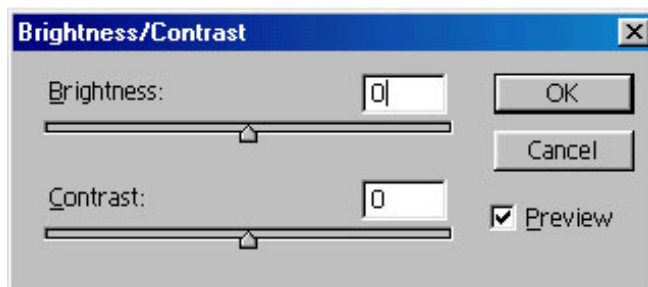 Brightness/Contrast
Brightness: 0
OK
Cancel
Contrast: 0
Preview